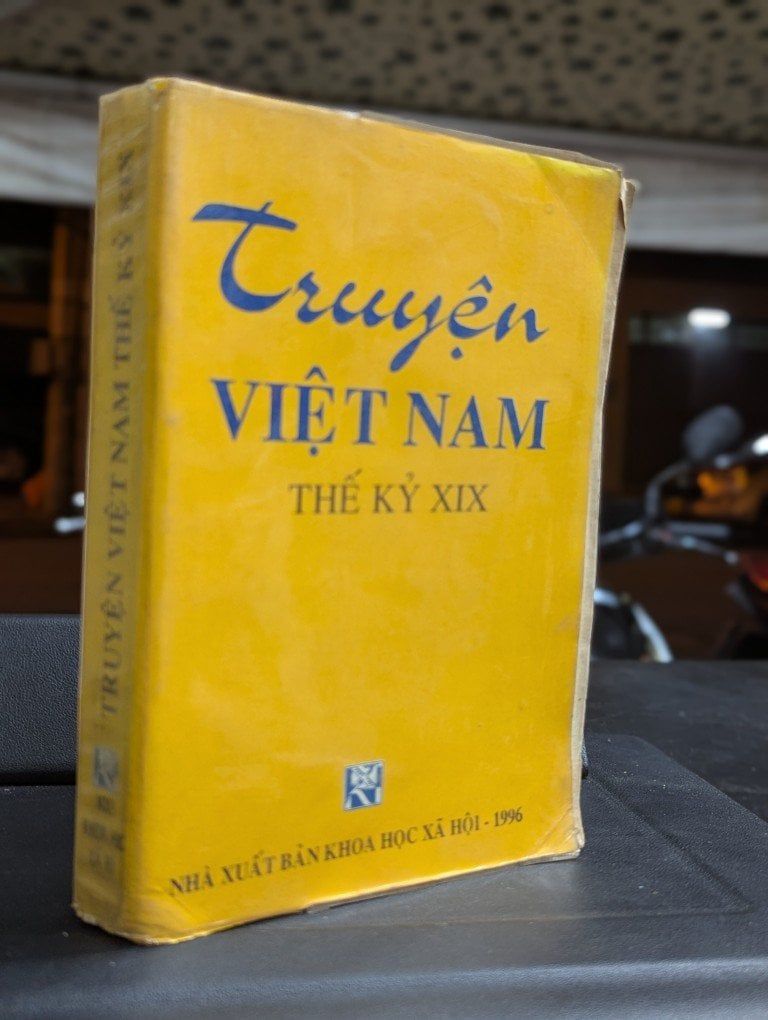 Truyện
VIỆT NAM
THẾ KỶ XIX
NHÀ XUẤT BẢN KHOA HỌC XÃ HỘI - 1996
TRUYỆN VIỆT NAM THẾ KỶ XIX